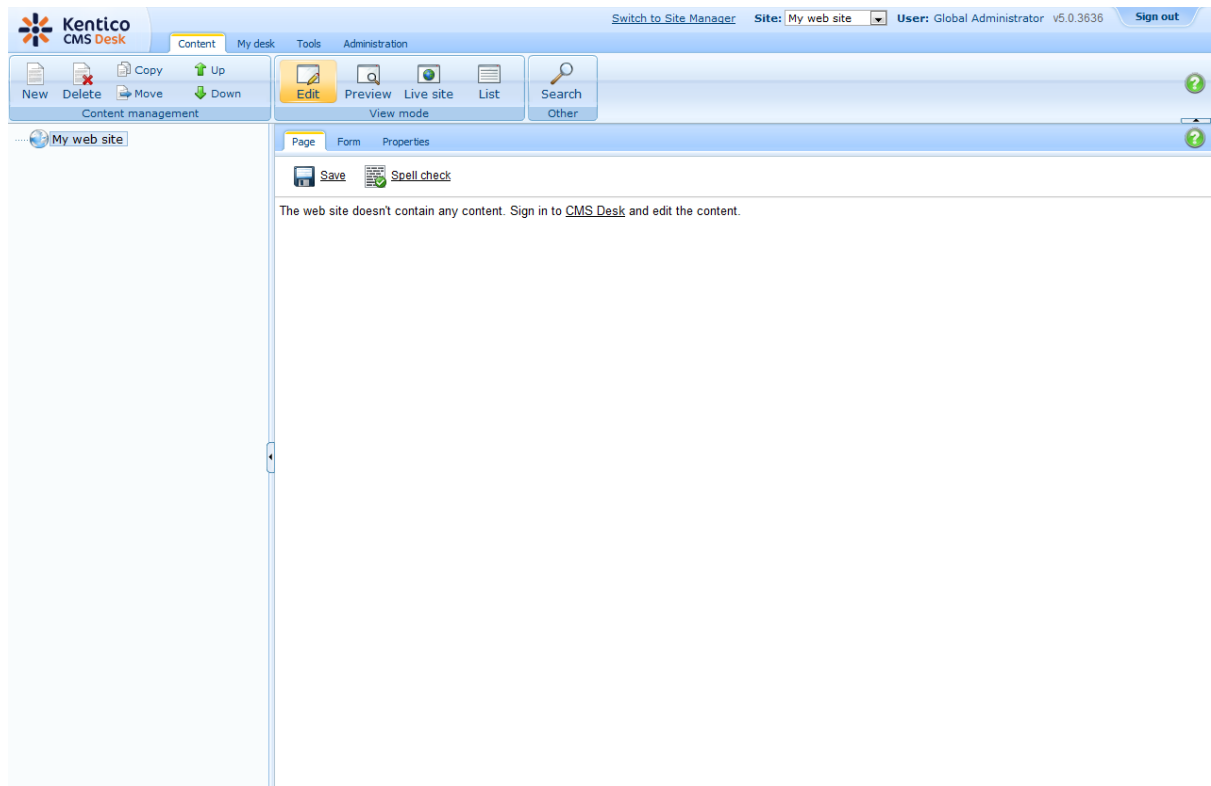 Kentico
CMS Desk
Switch to Site Manager Site: My web site User: Global Administrator v5.0.3636 Sign out
Content My desk Tools Administration
New Delete Copy Move Up Down
Content management
Edit Preview Live site List
View mode
Search
Other
My web site
Page Form Properties
Save Spell check
The web site doesn't contain any content. Sign in to CMS Desk and edit the content.